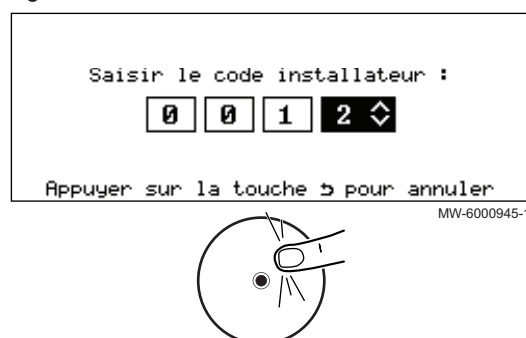 Saisir le code installateur :
0 0 1 2
Appuyer sur la touche ⮌ pour annuler
MW-6000945-1